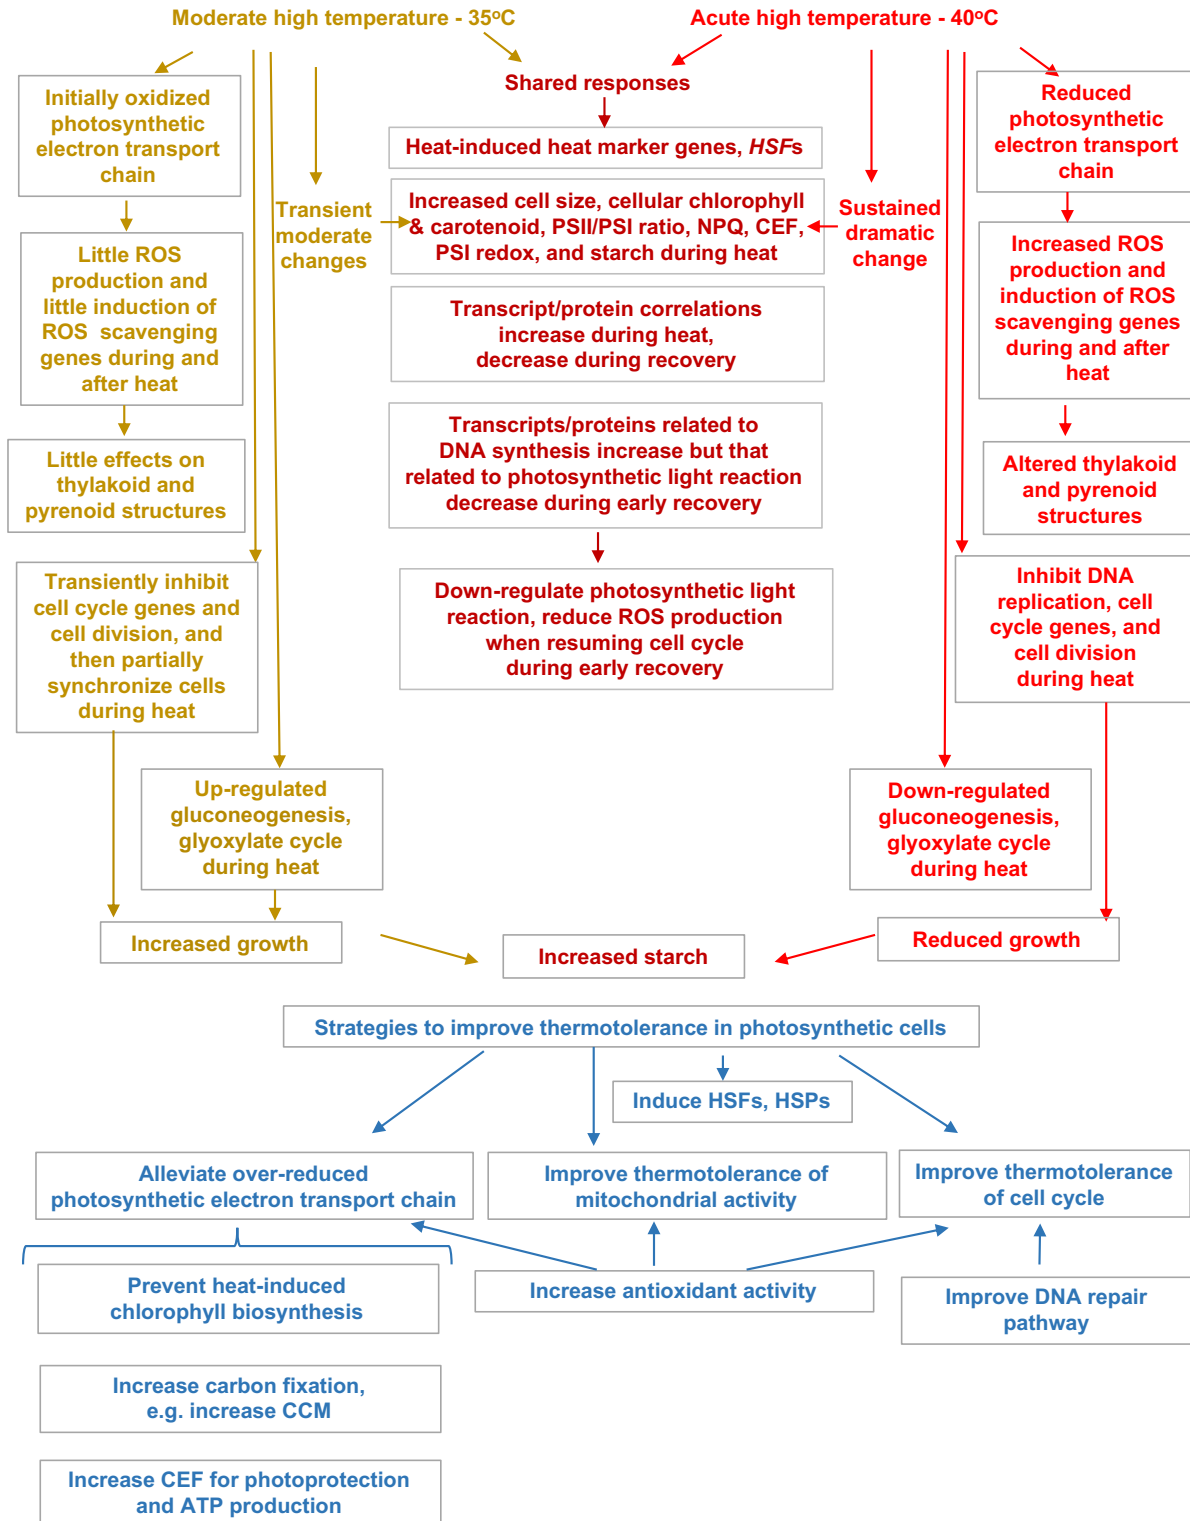 Moderate high temperature - 35ºC
Acute high temperature - 40ºC
Shared responses
Initially oxidized
photosynthetic
electron transport
chain
Heat-induced heat marker genes, HSFs
Reduced
photosynthetic
electron transport
chain
Transient
moderate
changes
Increased cell size, cellular chlorophyll
& carotenoid, PSII/PSI ratio, NPQ, CEF,
PSI redox, and starch during heat
Sustained
dramatic
change
Little ROS
production and
little induction of
ROS scavenging
genes during and
after heat
Transcript/protein correlations
increase during heat,
decrease during recovery
Increased ROS
production and
induction of ROS
scavenging genes
during and after
heat
Little effects on
thylakoid and
pyrenoid structures
Transcripts/proteins related to
DNA synthesis increase but that
related to photosynthetic light reaction
decrease during early recovery
Altered thylakoid
and pyrenoid
structures
Transiently inhibit
cell cycle genes and
cell division, and
then partially
synchronize cells
during heat
Down-regulate photosynthetic light
reaction, reduce ROS production
when resuming cell cycle
during early recovery
Inhibit DNA
replication, cell
cycle genes, and
cell division
during heat
Up-regulated
gluconeogenesis,
glyoxylate cycle
during heat
Down-regulated
gluconeogenesis,
glyoxylate cycle
during heat
Increased growth
Increased starch
Reduced growth
Strategies to improve thermotolerance in photosynthetic cells
Induce HSFs, HSPs
Alleviate over-reduced
photosynthetic electron transport chain
Improve thermotolerance of
mitochondrial activity
Improve thermotolerance
of cell cycle
Prevent heat-induced
chlorophyll biosynthesis
Increase antioxidant activity
Improve DNA repair
pathway
Increase carbon fixation,
e.g. increase CCM
Increase CEF for photoprotection
and ATP production